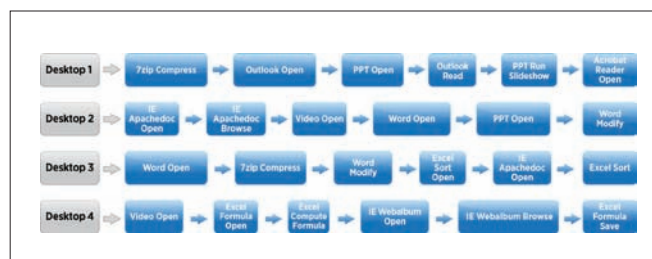 Desktop 1
7zip Compress
Outlook Open
PPT Open
Outlook
Read
PPT Run
Slideshow
Acrobat
Reader
Open
Desktop 2
IE
Apachedoc
Open
IE
Apachedoc
Browse
Video Open
Word Open
PPT Open
Word
Modify
Desktop 3
Word Open
7zip Compress
Word
Modify
Excel
Sort
Open
IE
Apachedoc
Open
Excel Sort
Desktop 4
Video Open
Excel
Formula
Open
Excel
Compute
Formula
IE Webalbum
Open
IE Webalbum Browse
Excel
Formula
Save